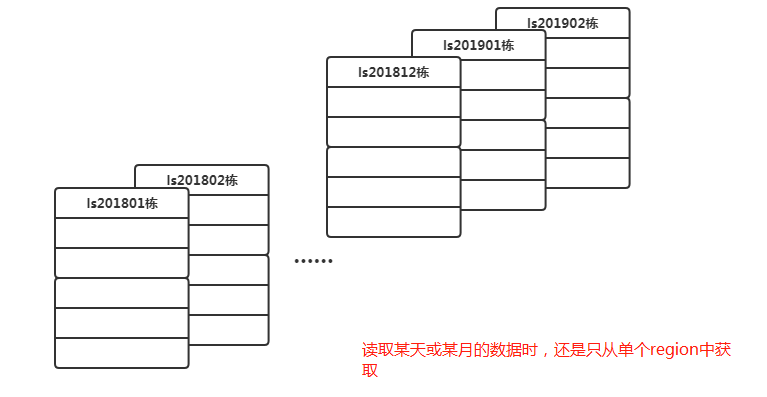 ls201902栋
ls201901栋
ls201812栋
ls201802栋
ls201801栋
......
读取某天或某月的数据时，还是只从单个region中获
取